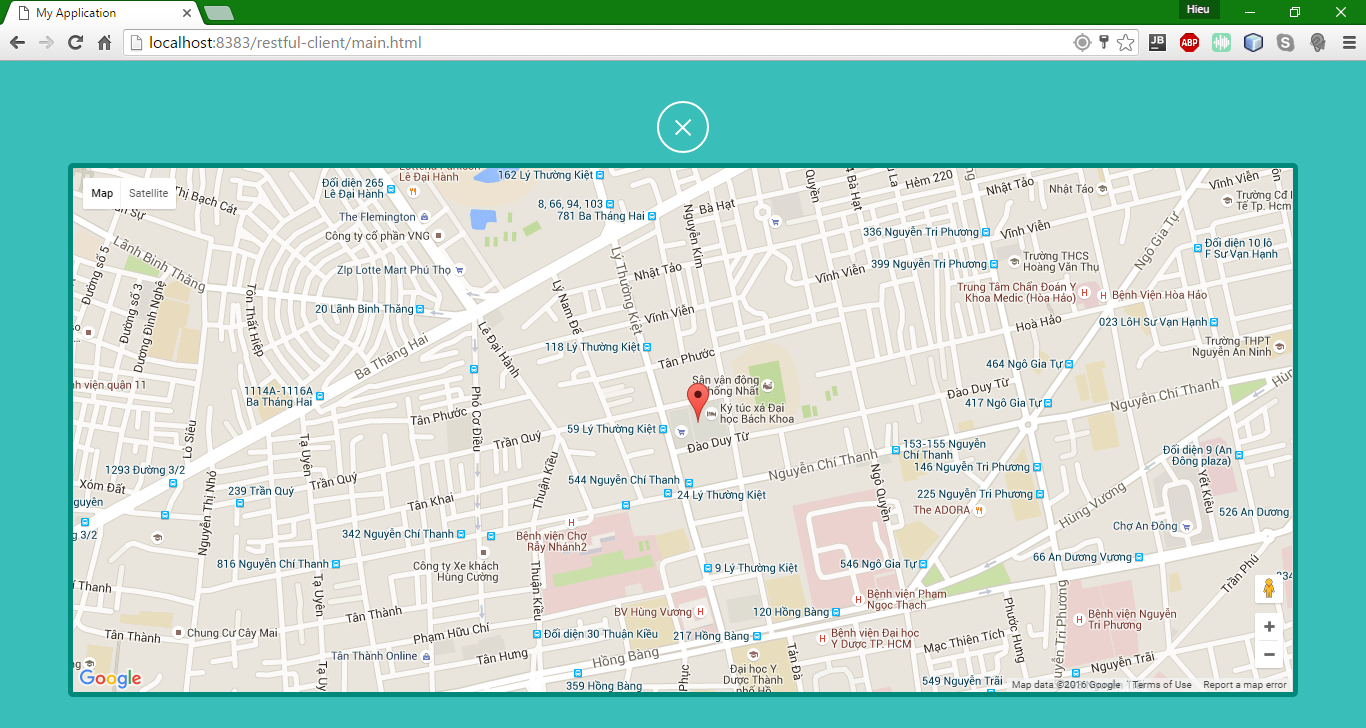 My Application
Hieu
localhost:8383/restful-client/main.html
JB
ABP
Map
Satellite
Đối diện 265
Lê Đại Hành
Lê Đại Hành
162 Lý Thường Kiệt
8, 66, 94, 103
781 Ba Tháng Hai
The Flemington
Công ty cổ phần VNG
Thị Bạch Cát
Lãnh Binh Thăng
ZIp Lotte Mart Phú Thọ
20 Lãnh Binh Thăng
Đường số 5
Đường số 3
Dương Đình Nghệ
Tôn Thất Hiệp
Ba Tháng Hai
Lê Đại Hành
Lý Nam Đế
Lý Thường Kiệt
Nguyễn Kim
Bà Hạt
Nhật Tảo
Vĩnh Viễn
Vĩnh Viễn
336 Nguyễn Tri Phương
399 Nguyễn Tri Phương
Hẻm 220
Nhật Tảo
Nhật Tảo
Vĩnh Viễn
Vĩnh Viễn
Ngô Gia Tự
Trường Cđ
Tế Tp. Hcm
Đối diện 10 lô
F Sư Vạn Hạnh
Trường THCS
Hoàng Văn Thụ
Trung Tâm Chẩn Đoán Y
Khoa Medic (Hòa Hảo)
Bệnh Viện Hòa Hảo
Hoà Hảo
023 LôH Sư Vạn Hạnh
Trường THPT
Nguyễn An Ninh
118 Lý Thường Kiệt
Tân Phước
464 Ngô Gia Tự
Đào Duy Từ
417 Ngô Gia Tự
Nguyễn Chí Thanh
nh viện quận 11
1114A-1116A
Ba Tháng Hai
Phó Cơ Điều
Tân Phước
Sân vận động
hống Nhất
Ký túc xá Đại
học Bách Khoa
59 Lý Thường Kiệt
Đào Duy Từ
Trần Quý
Lò Siêu
Tạ Uyên
Nguyễn Chí Thanh
153-155 Nguyễn
Chí Thanh
146 Nguyễn Tri Phương
Đối diện 9 (An
Đông plaza)
1293 Đường 3/2
Xóm Đất
239 Trần Quý
Trần Quý
Thuận Kiều
544 Nguyễn Chí Thanh
24 Lý Thường Kiệt
Ngô Quyền
225 Nguyễn Tri Phương
The ADORA
Hùng Vương
Yết Kiêu
526 An Dương
Chợ An Đông
Nguyễn Thị Nhỏ
Tân Khai
342 Nguyễn Chí Thanh
Bệnh viện Chợ
Rẫy Nhánh2
816 Nguyễn Chí Thanh
Công ty Xe khách
Hùng Cường
9 Lý Thường Kiệt
546 Ngô Gia Tự
66 An Dương Vương
Trần Phú
Thuận Kiều
Tạ Uyên
Bệnh viện Phạm
Ngọc Thạch
BV Hùng Vương
120 Hồng Bàng
Bệnh viện Nguyễn
Tri Phương
Phước Hưng
Nguyễn Tri Phương
Tân Thành
Tân Thành
Chung Cư Cây Mai
Phạm Hữu Chí
Đối diện 30 Thuận Kiều
217 Hồng Bàng
Bệnh viện Đại học
Y Dược TP. HCM
Mạc Thiên Tích
Tân Thành Online
Tân Hưng
Hồng Bàng
Đại học Y
Dược Thành
phố Hồ
Tản Đà
Nguyễn Trãi
Tạ Uyên
359 Hồng Bàng
549 Nguyễn Trãi
Google
Map data ©2016 Google
Terms of Use
Report a map error